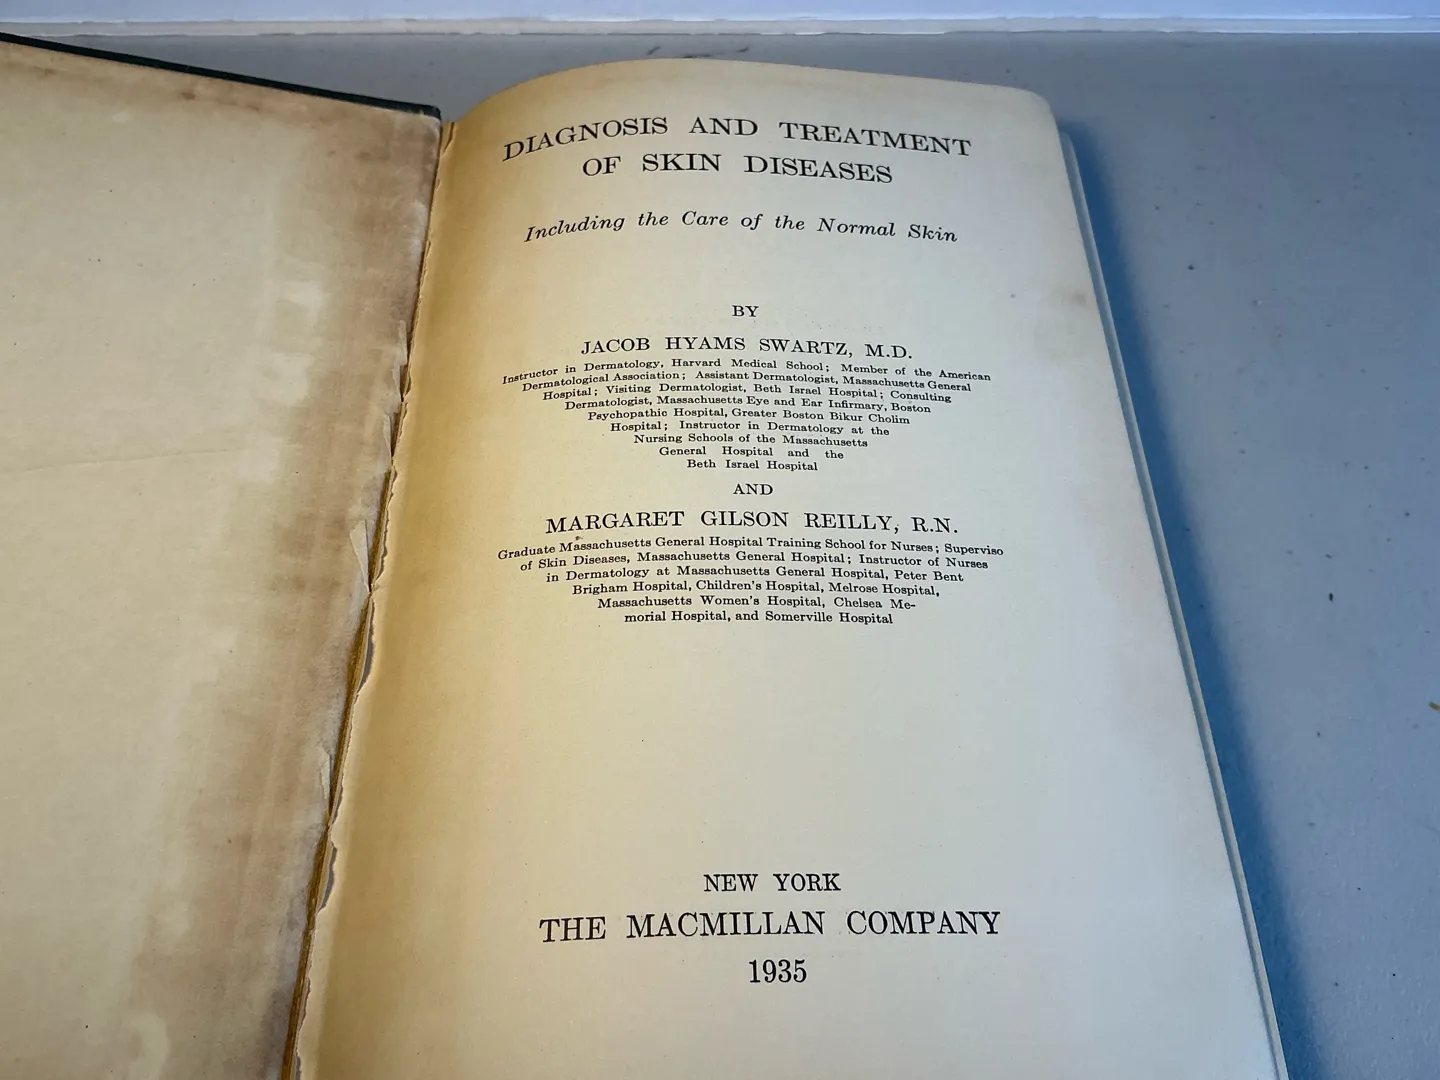 DIAGNOSIS AND TREATMENT
OF SKIN DISEASES
Including the Care of the Normal Skin
BY
JACOB HYAMS SWARTZ, M.D.
Instructor in Dermatology, Harvard Medical School; Member of the American
Dermatological Association; Assistant Dermatologist, Massachusetts General
Hospital; Visiting Dermatologist, Beth Israel Hospital; Consulting
Dermatologist, Massachusetts Eye and Ear Infirmary, Boston
Psychopathic Hospital, Greater Boston Bikur Cholim
Hospital; Instructor in Dermatology at the
Nursing Schools of the Massachusetts
General Hospital and the
Beth Israel Hospital
AND
MARGARET GILSON REILLY, R.N.
Graduate Massachusetts General Hospital Training School for Nurses; Superviso
of Skin Diseases, Massachusetts General Hospital; Instructor of Nurses
in Dermatology at Massachusetts General Hospital, Peter Bent
Brigham Hospital, Children's Hospital, Melrose Hospital,
Massachusetts Women's Hospital, Chelsea Me-
morial Hospital, and Somerville Hospital
NEW YORK
THE MACMILLAN COMPANY
1935